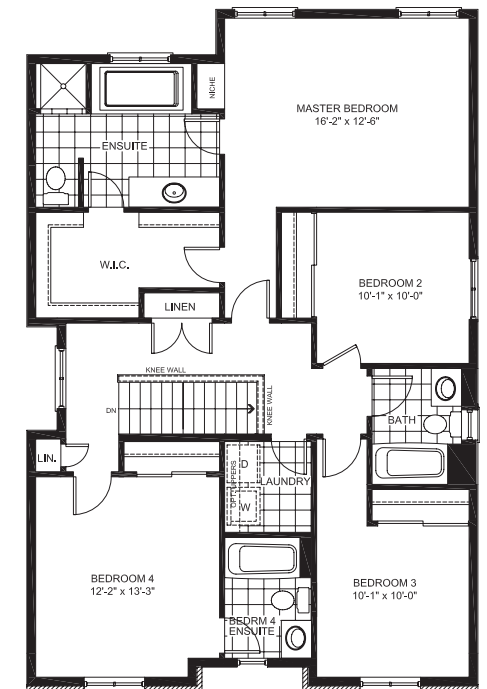 NICHE
MASTER BEDROOM
16'-2" x 12'-6"
ENSUITE
W.I.C.
BEDROOM 2
10'-1" x 10'-0"
LINEN
KNEE WALL
KNEE WALL
DN
BATH
LIN.
OPT. UPPERS
D
LAUNDRY
W
BEDROOM 4
12'-2" x 13'-3"
BEDROOM 3
10'-1" x 10'-0"
BEDRM 4
ENSUITE